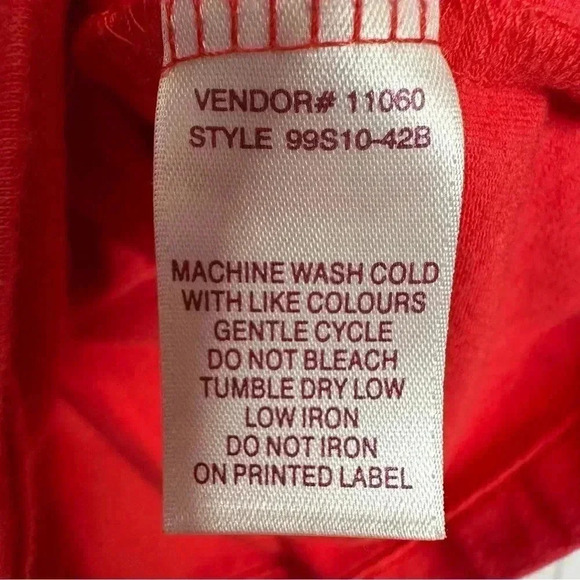 VENDOR# 11060
STYLE 99S10-42B
MACHINE WASH COLD
WITH LIKE COLOURS
GENTLE CYCLE
DO NOT BLEACH
TUMBLE DRY LOW
LOW IRON
DO NOT IRON
ON PRINTED LABEL